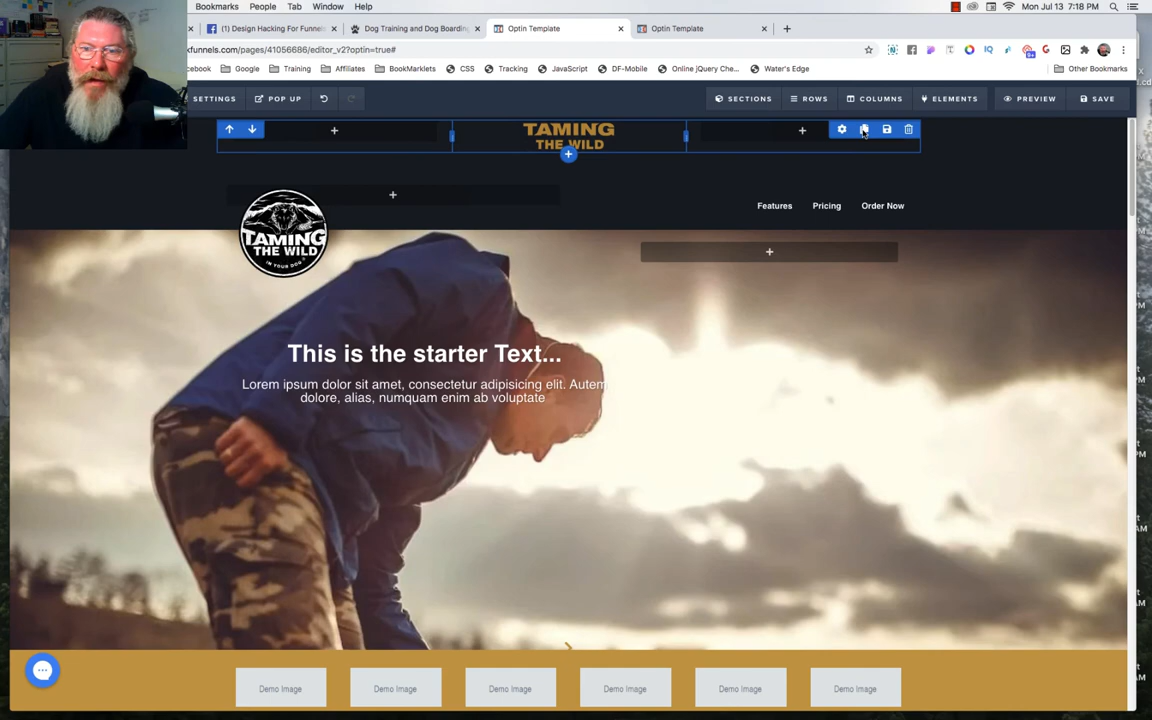 Bookmarks People Tab Window Help
Mon Jul 13 7:18 PM
(1) Design Hacking For Funnels
Dog Training and Dog Boarding
Optin Template
Optin Template
xfunnels.com/pages/41056686/editor_v2?optin=true#
cebook Google Training Affiliates BookMarklets CSS Tracking JavaScript DF-Mobile Online jQuery Che... Water's Edge Other Bookmarks
SETTINGS POP UP SECTIONS ROWS COLUMNS ELEMENTS PREVIEW SAVE
TAMING
THE WILD
Features Pricing Order Now
TAMING
THE WILD
IN YOUR DOG
This is the starter Text...
Lorem ipsum dolor sit amet, consectetur adipisicing elit. Autem
dolore, alias, numquam enim ab voluptate
Demo Image Demo Image Demo Image Demo Image Demo Image Demo Image